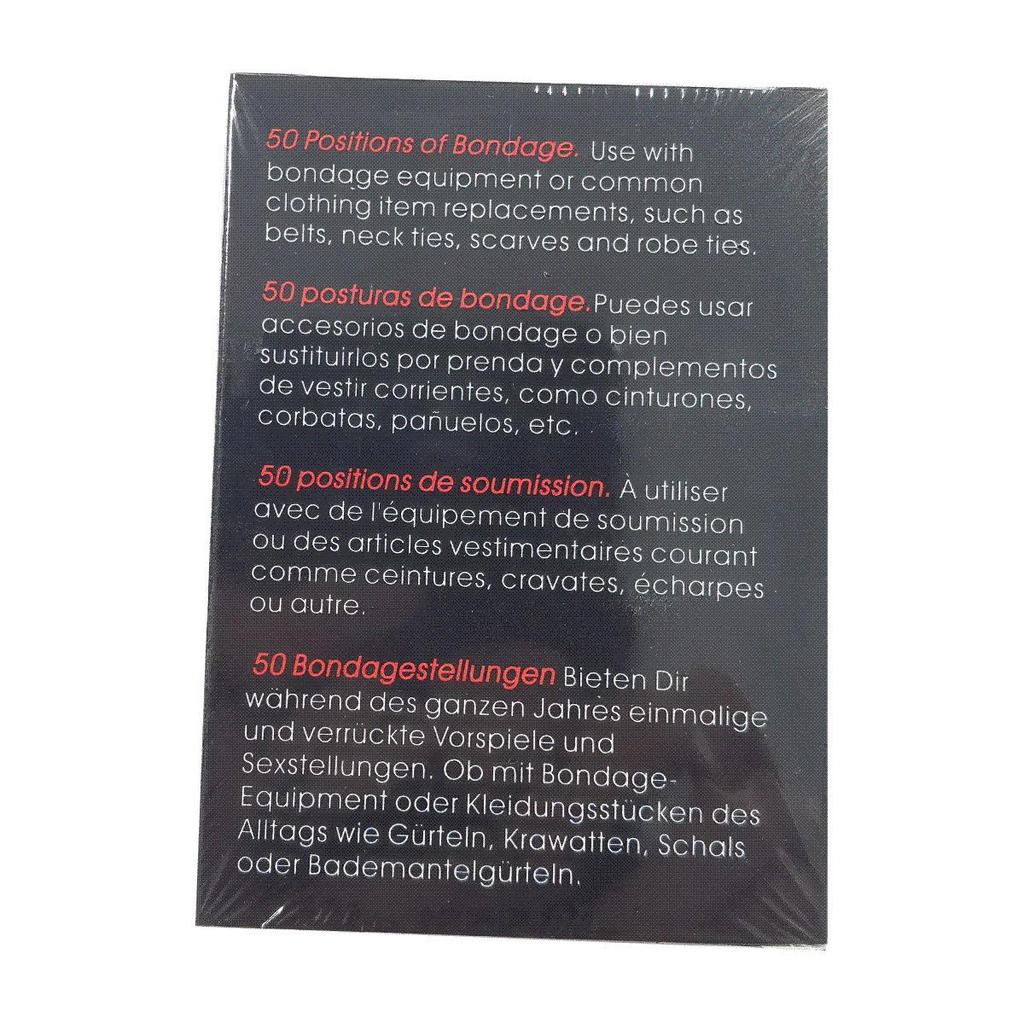 50 Positions of Bondage. Use with
bondage equipment or common
clothing item replacements, such as
belts, neck ties, scarves and robe ties.
50 posturas de bondage. Puedes usar
accesorios de bondage o bien
sustituirlos por prenda y complementos
de vestir corrientes, como cinturones,
corbatas, pañuelos, etc.
50 positions de soumission. À utiliser
avec de l'équipement de soumission
ou des articles vestimentaires courant
comme ceintures, cravates, écharpes
ou autre.
50 Bondagestellungen Bieten Dir
während des ganzen Jahres einmalige
und verrückte Vorspiele und
Sexstellungen. Ob mit Bondage-
Equipment oder Kleidungsstücken des
Alltags wie Gürteln, Krawatten, Schals
oder Bademantelgürteln.